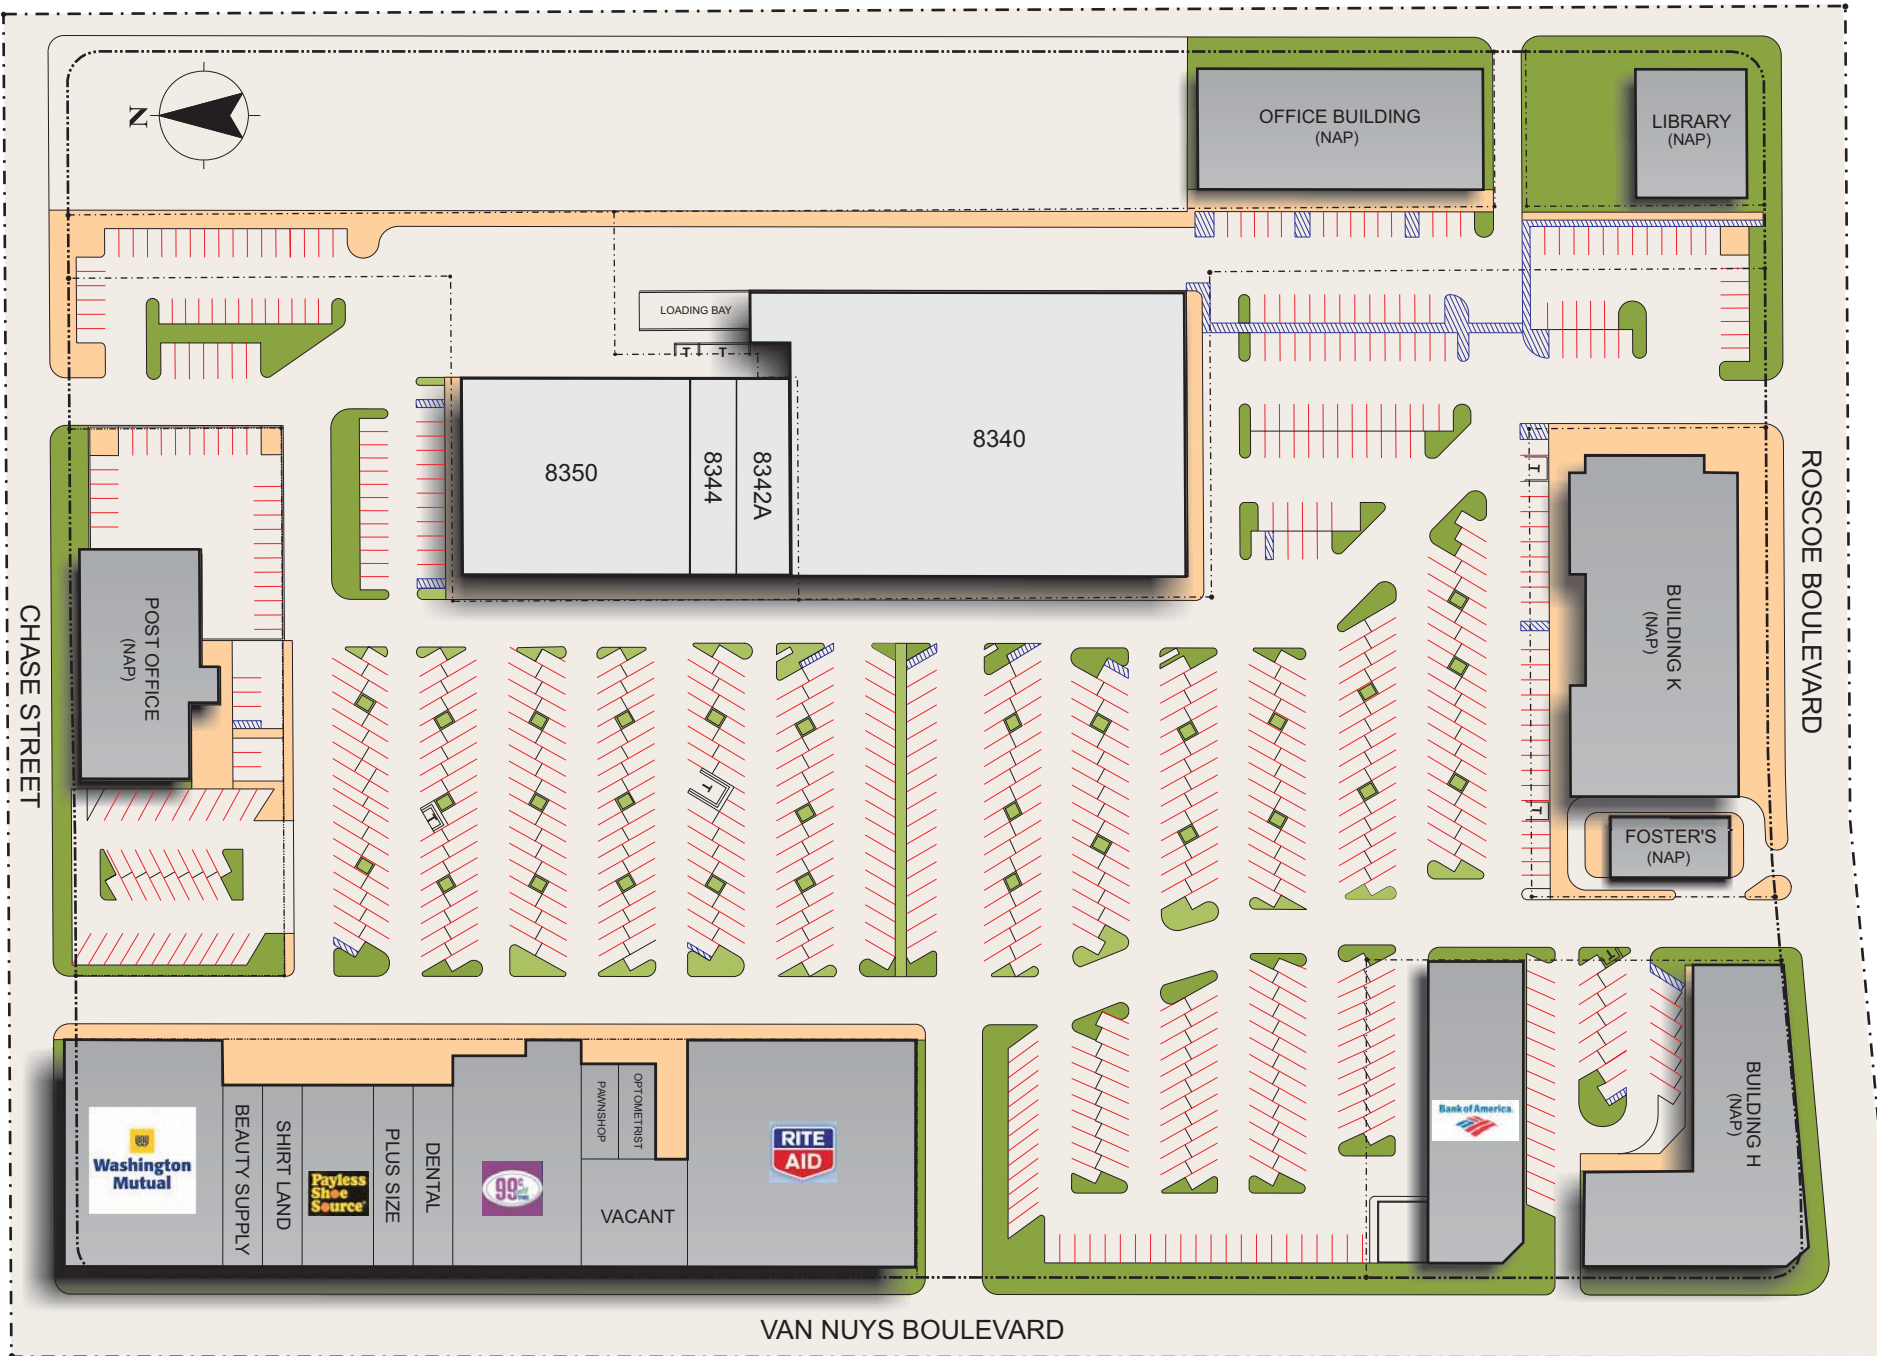 N
OFFICE BUILDING
(NAP)
LIBRARY
(NAP)
LOADING BAY
T
T
8350
8344
8342A
8340
CHASE STREET
POST OFFICE
(NAP)
T
T
T
T
BUILDING K
(NAP)
ROSCOE BOULEVARD
FOSTER'S
(NAP)
T
Washington
Mutual
BEAUTY SUPPLY
SHIRT LAND
Payless
Shoe
Source
PLUS SIZE
DENTAL
99¢
PAWNSHOP
OPTOMETRIST
VACANT
RITE
AID
Bank of America.
BUILDING H
(NAP)
VAN NUYS BOULEVARD